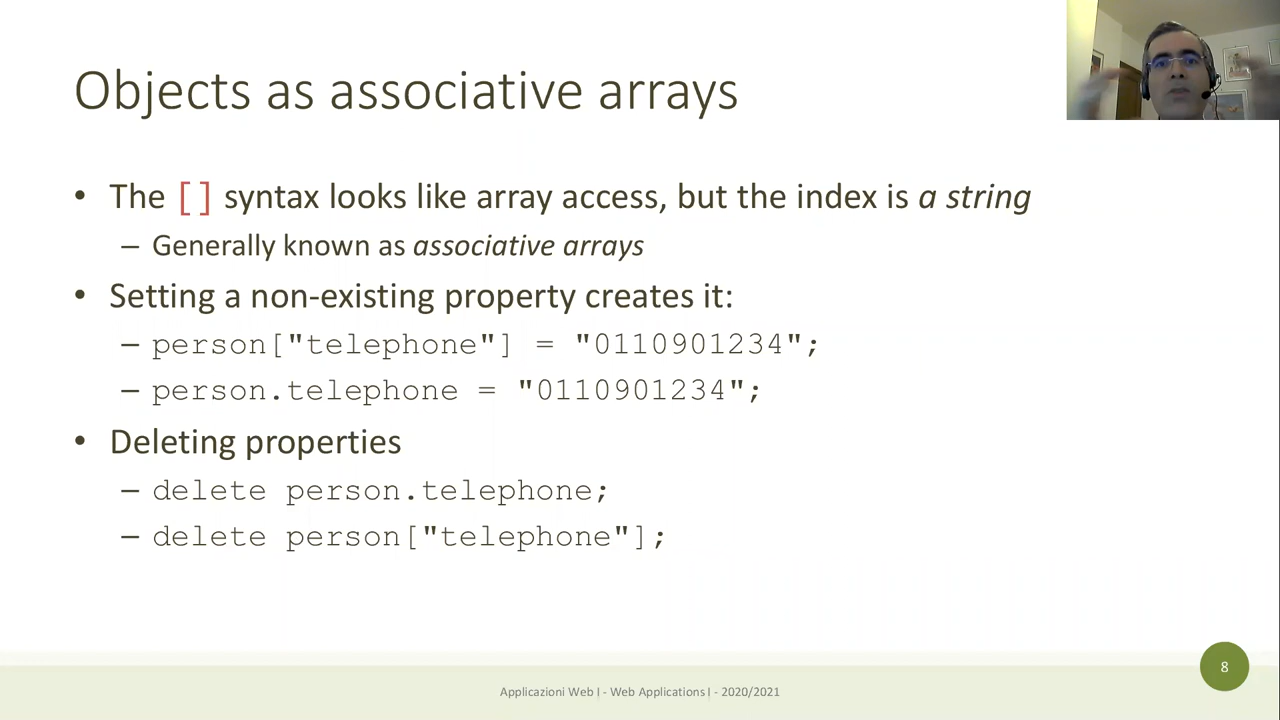 Objects as associative arrays
• The [] syntax looks like array access, but the index is a string
– Generally known as associative arrays
• Setting a non-existing property creates it:
– person["telephone"] = "0110901234";
– person.telephone = "0110901234";
• Deleting properties
– delete person.telephone;
– delete person["telephone"];
8
Applicazioni Web I - Web Applications I - 2020/2021